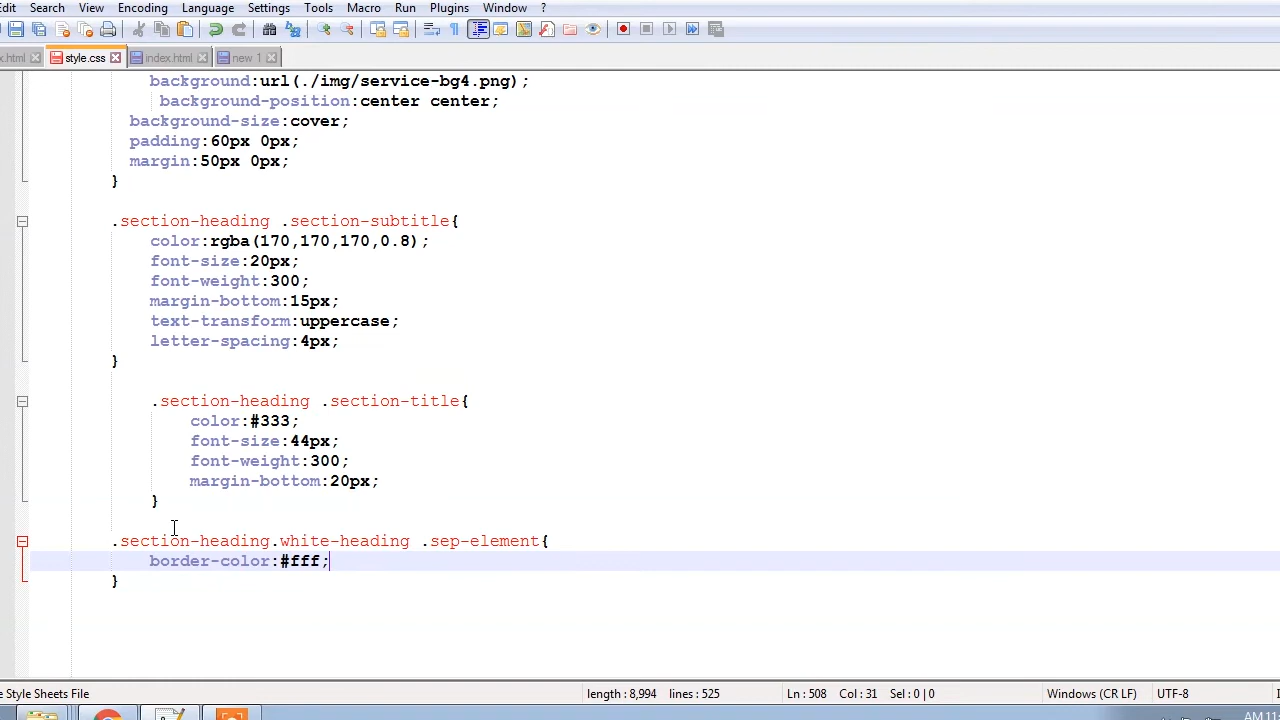 Edit Search View Encoding Language Settings Tools Macro Run Plugins Window ?
x.html style.css index.html new 1
background:url(./img/service-bg4.png);
background-position:center center;
background-size:cover;
padding:60px 0px;
margin:50px 0px;
}
.section-heading .section-subtitle{
color:rgba(170,170,170,0.8);
font-size:20px;
font-weight:300;
margin-bottom:15px;
text-transform:uppercase;
letter-spacing:4px;
}
.section-heading .section-title{
color:#333;
font-size:44px;
font-weight:300;
margin-bottom:20px;
}
.section-heading.white-heading .sep-element{
border-color:#fff;
}
e Style Sheets File length : 8,994 lines : 525 Ln : 508 Col : 31 Sel : 0 | 0 Windows (CR LF) UTF-8